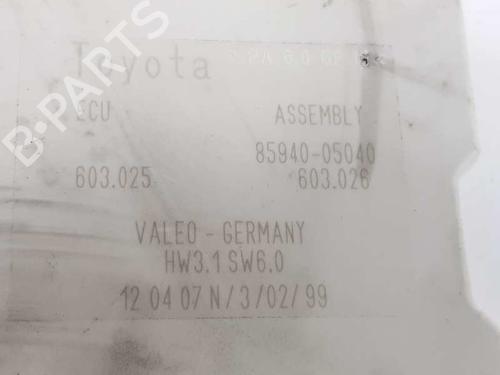 Toyota
ECU ASSEMBLY
85940-05040
603.025 603.026
VALEO - GERMANY
HW3.1 SW6.0
12 04 07 N/3/02/99